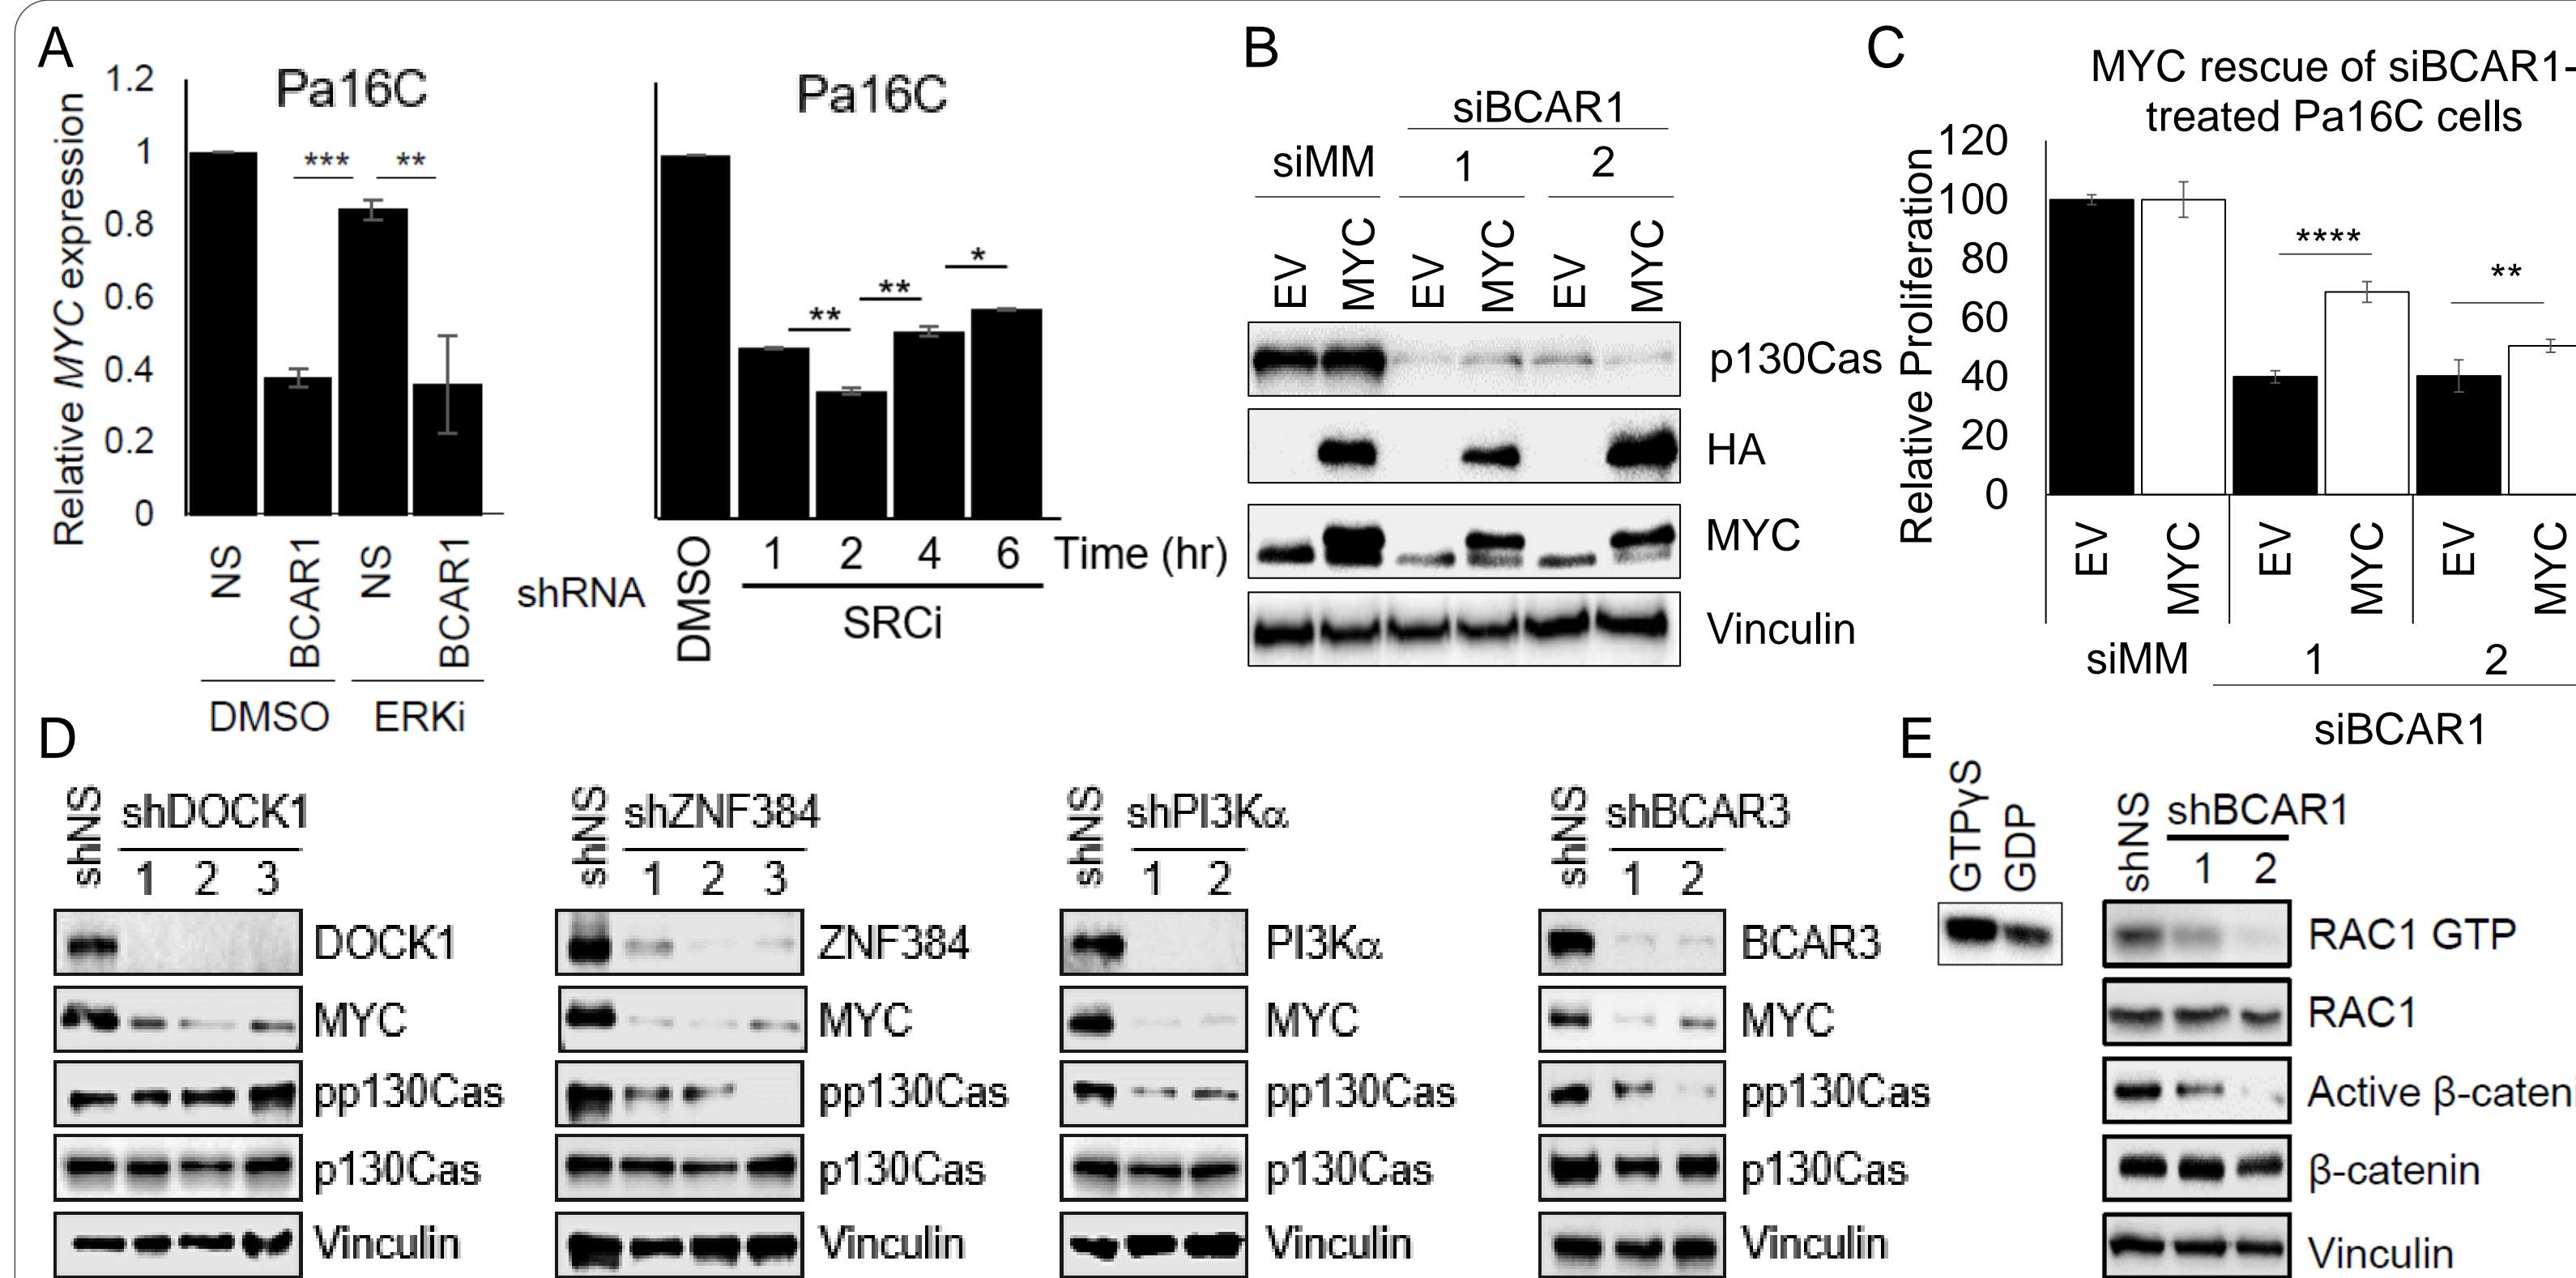 A
Pa16C
Relative MYC expression
1.2
1
0.8
0.6
0.4
0.2
0
***
**
NS
BCAR1
NS
BCAR1
shRNA
DMSO
ERKi
Pa16C
**
**
*
DMSO
1
2
4
6
Time (hr)
SRCi
B
siBCAR1
siMM
1
2
EV
MYC
EV
MYC
EV
MYC
p130Cas
HA
MYC
Vinculin
C
MYC rescue of siBCAR1-
treated Pa16C cells
Relative Proliferation
120
100
80
60
40
20
0
****
**
EV
MYC
EV
MYC
EV
MYC
siMM
1
2
siBCAR1
D
shNS
shDOCK1
1 2 3
DOCK1
MYC
pp130Cas
p130Cas
Vinculin
shNS
shZNF384
1 2 3
ZNF384
MYC
pp130Cas
p130Cas
Vinculin
shNS
shPI3Kα
1 2
PI3Kα
MYC
pp130Cas
p130Cas
Vinculin
shNS
shBCAR3
1 2
BCAR3
MYC
pp130Cas
p130Cas
Vinculin
E
GTPγS
GDP
shNS
shBCAR1
1 2
RAC1 GTP
RAC1
Active β-cateni
β-catenin
Vinculin